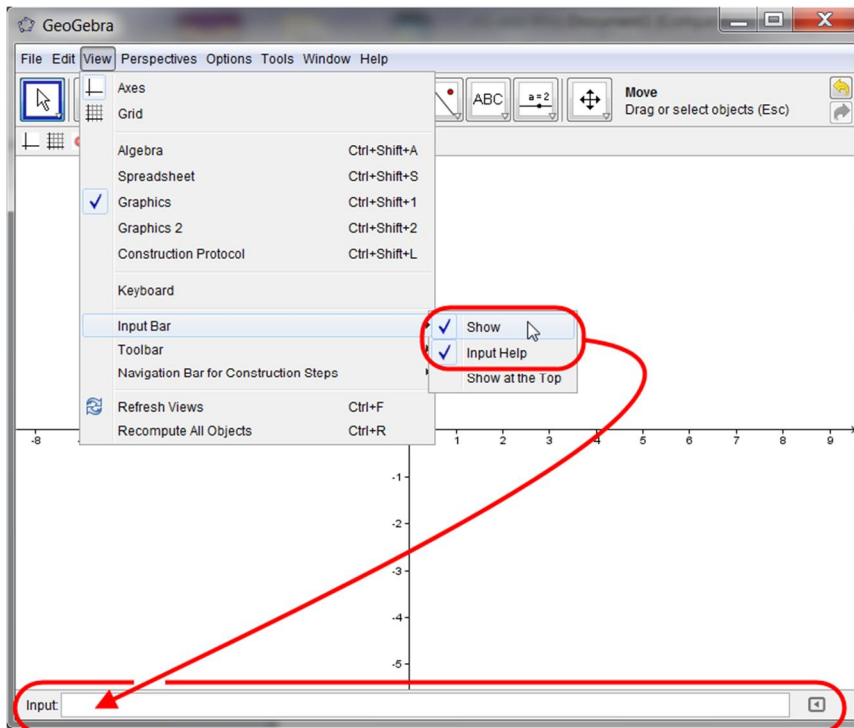 GeoGebra
File Edit View Perspectives Options Tools Window Help
ABC a=2 Move
Drag or select objects (Esc)
Axes
Grid
Algebra Ctrl+Shift+A
Spreadsheet Ctrl+Shift+S
Graphics Ctrl+Shift+1
Graphics 2 Ctrl+Shift+2
Construction Protocol Ctrl+Shift+L
Keyboard
Input Bar
Show
Toolbar
Input Help
Navigation Bar for Construction Steps
Show at the Top
Refresh Views Ctrl+F
Recompute All Objects Ctrl+R
-8 1 2 3 4 5 6 7 8 9
-1
-2
-3
-4
-5
Input: